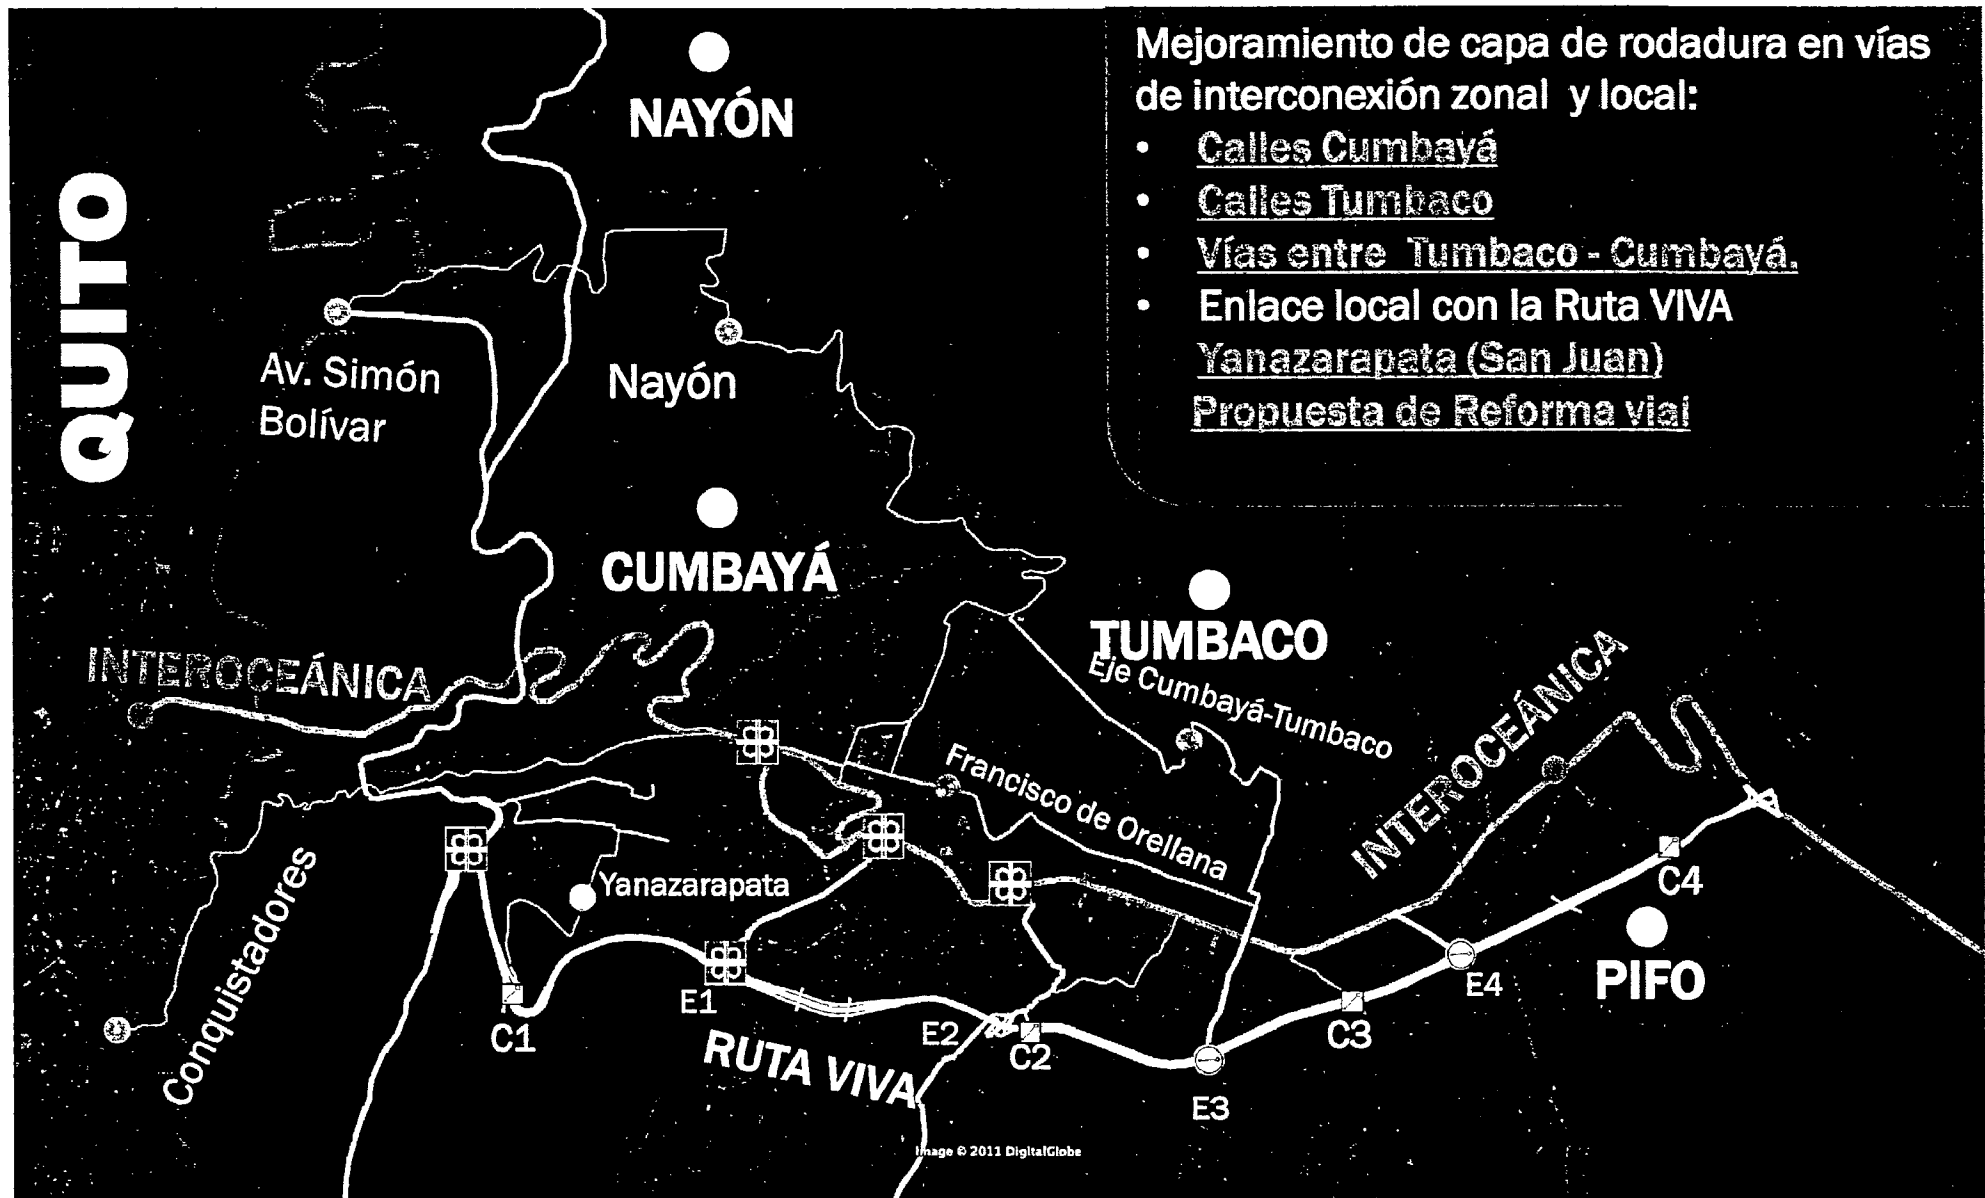 Mejoramiento de capa de rodadura en vías
de interconexión zonal y local:
• Calles Cumbayá
• Calles Tumbaco
• Vías entre Tumbaco - Cumbayá.
• Enlace local con la Ruta VIVA
Yanazarapata (San Juan)
Propuesta de Reforma vial
NAYÓN
QUITO
Av. Simón
Bolívar
Nayón
CUMBAYÁ
TUMBACO
Eje Cumbayá-Tumbaco
INTEROCEÁNICA
INTEROCEÁNICA
Francisco de Orellana
Conquistadores
Yanazarapata
C4
PIFO
E4
E1
C1
E2
C2
C3
RUTA VIVA
E3
Image © 2011 DigitalGlobe